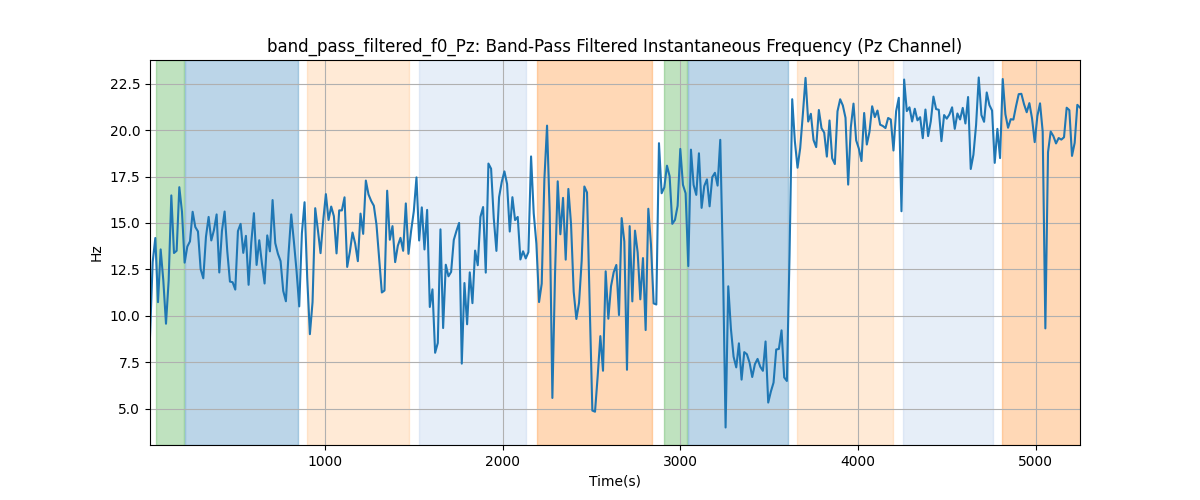 band_pass_filtered_f0_Pz: Band-Pass Filtered Instantaneous Frequency (Pz Channel)
22.5
20.0
17.5
15.0
12.5
10.0
7.5
5.0
Hz
1000 2000 3000 4000 5000
Time(s)